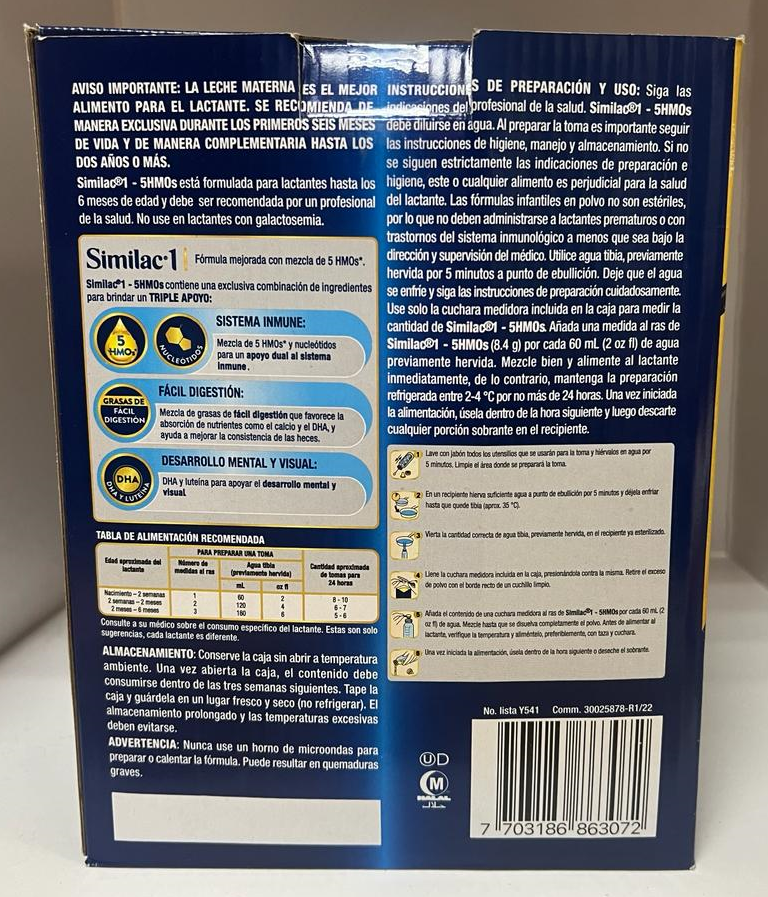 AVISO IMPORTANTE: LA LECHE MATERNA ES EL MEJOR
ALIMENTO PARA EL LACTANTE. SE RECOMIENDA DE
MANERA EXCLUSIVA DURANTE LOS PRIMEROS SEIS MESES
DE VIDA Y DE MANERA COMPLEMENTARIA HASTA LOS
DOS AÑOS O MÁS.
Similac®1 - 5HMOs está formulada para lactantes hasta los
6 meses de edad y debe ser recomendada por un profesional
de la salud. No use en lactantes con galactosemia.
Similac®1
Fórmula mejorada con mezcla de 5 HMOs*.
Similac®1 - 5HMOs contiene una exclusiva combinación de ingredientes
para brindar un TRIPLE APOYO:
5
HMOs
NUCLEÓTIDOS
SISTEMA INMUNE:
Mezcla de 5 HMOs* y nucleótidos
para un apoyo dual al sistema
inmune.
GRASAS DE
FÁCIL
DIGESTIÓN
FÁCIL DIGESTIÓN:
Mezcla de grasas de fácil digestión que favorece la
absorción de nutrientes como el calcio y el DHA, y
ayuda a mejorar la consistencia de las heces.
DHA
DHA Y LUTEÍNA
DESARROLLO MENTAL Y VISUAL:
DHA y luteína para apoyar el desarrollo mental y
visual
TABLA DE ALIMENTACIÓN RECOMENDADA
PARA PREPARAR UNA TOMA
Edad aproximada del lactante
Número de medidas al ras
Agua tibia (previamente hervida)
Cantidad aproximada de tomas para 24 horas
mL oz fl
Nacimiento – 2 semanas 1 60 2 8 - 10
2 semanas – 2 meses 2 120 4 6 - 7
2 meses – 6 meses 3 180 6 5 - 6
Consulte a su médico sobre el consumo específico del lactante. Estas son solo
sugerencias, cada lactante es diferente.
ALMACENAMIENTO: Conserve la caja sin abrir a temperatura
ambiente. Una vez abierta la caja, el contenido debe
consumirse dentro de las tres semanas siguientes. Tape la
caja y guárdela en un lugar fresco y seco (no refrigerar). El
almacenamiento prolongado y las temperaturas excesivas
deben evitarse.
ADVERTENCIA: Nunca use un horno de microondas para
preparar o calentar la fórmula. Puede resultar en quemaduras
graves.
INSTRUCCIONES DE PREPARACIÓN Y USO: Siga las
indicaciones del profesional de la salud. Similac®1 - 5HMOs
debe diluirse en agua. Al preparar la toma es importante seguir
las instrucciones de higiene, manejo y almacenamiento. Si no
se siguen estrictamente las indicaciones de preparación e
higiene, este o cualquier alimento es perjudicial para la salud
del lactante. Las fórmulas infantiles en polvo no son estériles,
por lo que no deben administrarse a lactantes prematuros o con
trastornos del sistema inmunológico a menos que sea bajo la
dirección y supervisión del médico. Utilice agua tibia, previamente
hervida por 5 minutos a punto de ebullición. Deje que el agua
se enfríe y siga las instrucciones de preparación cuidadosamente.
Use solo la cuchara medidora incluida en la caja para medir la
cantidad de Similac®1 - 5HMOs. Añada una medida al ras de
Similac®1 - 5HMOs (8.4 g) por cada 60 mL (2 oz fl) de agua
previamente hervida. Mezcle bien y alimente al lactante
inmediatamente, de lo contrario, mantenga la preparación
refrigerada entre 2-4 °C por no más de 24 horas. Una vez iniciada
la alimentación, úsela dentro de la hora siguiente y luego descarte
cualquier porción sobrante en el recipiente.
1 Lave con jabón todos los utensilios que se usarán para la toma y hiérvalos en agua por
5 minutos. Limpie el área donde se preparará la toma.
2 En un recipiente hierva suficiente agua a punto de ebullición por 5 minutos y déjela enfriar
hasta que quede tibia (aprox. 35 °C).
3 Vierta la cantidad correcta de agua tibia, previamente hervida, en el recipiente ya esterilizado.
4 Llene la cuchara medidora incluida en la caja, presionándola contra la misma. Retire el exceso
de polvo con el borde recto de un cuchillo limpio.
5 Añada el contenido de una cuchara medidora al ras de Similac®1 - 5HMOs por cada 60 mL (2
oz fl) de agua. Mezcle hasta que se disuelva completamente el polvo. Antes de alimentar al
lactante, verifique la temperatura y aliméntelo, preferiblemente, con taza y cuchara.
6 Una vez iniciada la alimentación, úsela dentro de la hora siguiente o deseche el sobrante.
No. lista Y541 Comm. 30025878-R1/22
U D
M
HALAL
حلال
7 703186 863072